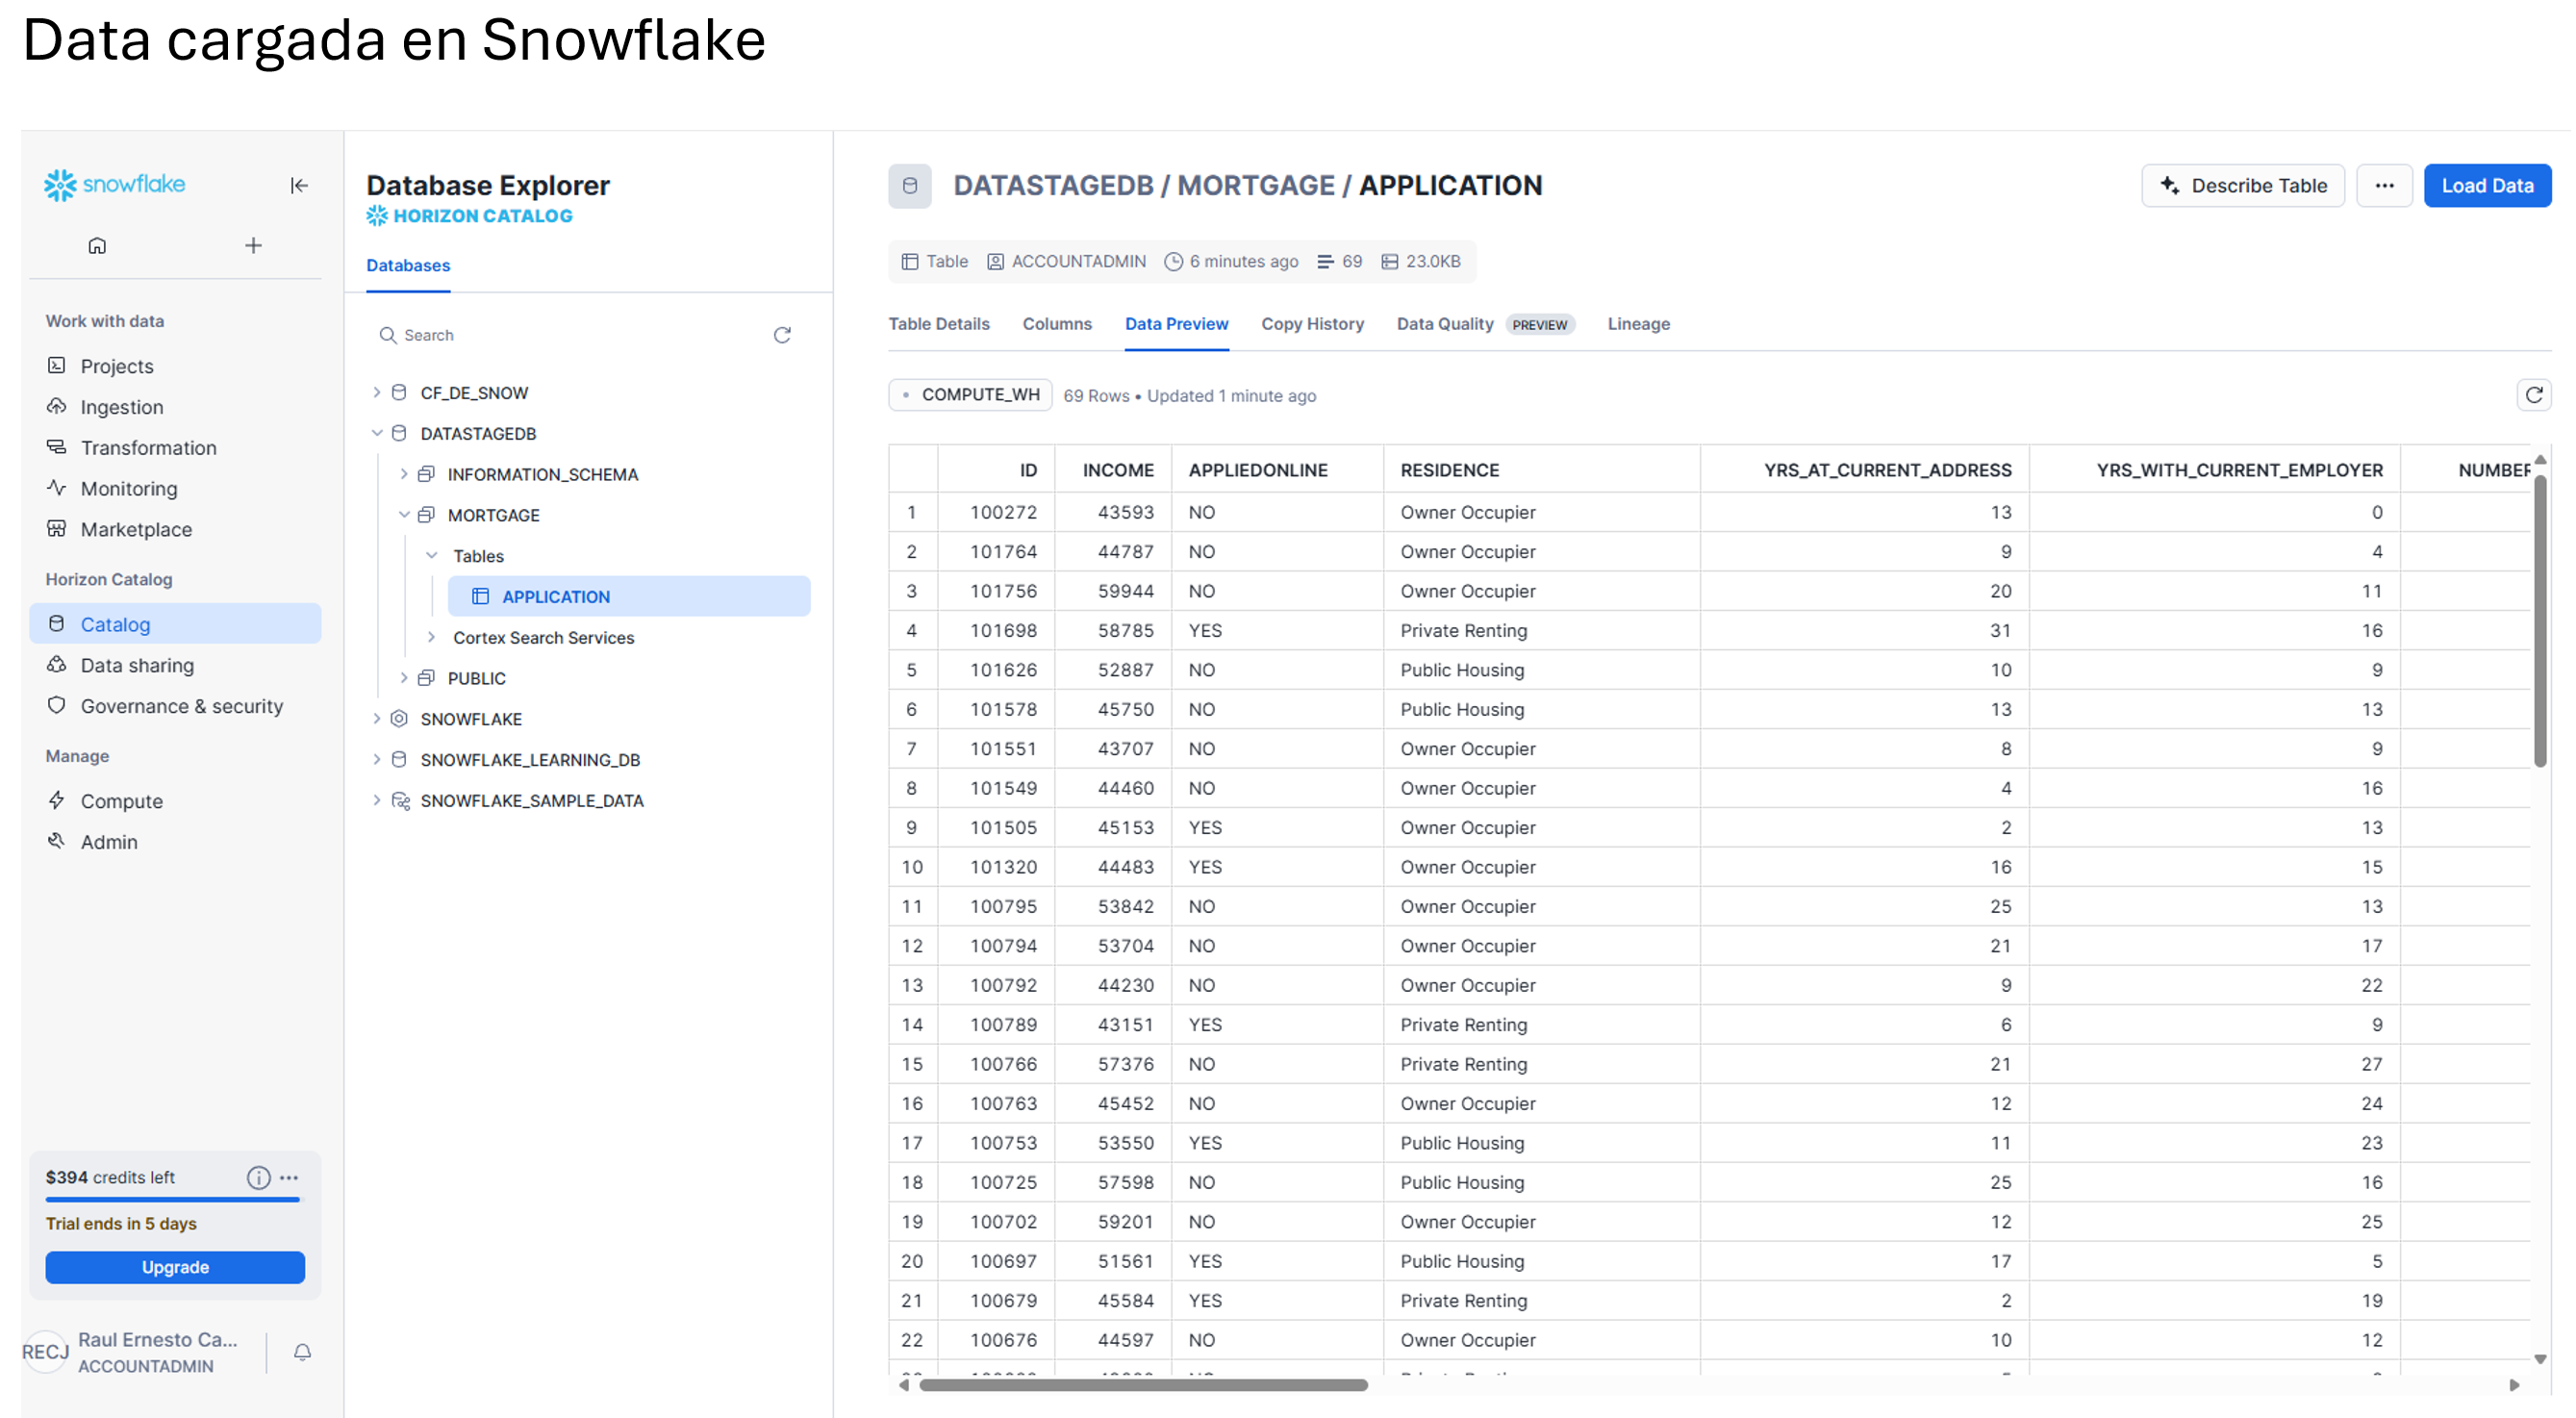 Data cargada en Snowflake
snowflake
Work with data
Projects
Ingestion
Transformation
Monitoring
Marketplace
Horizon Catalog
Catalog
Data sharing
Governance & security
Manage
Compute
Admin
$394 credits left
Trial ends in 5 days
Upgrade
RECJ
Raul Ernesto Ca...
ACCOUNTADMIN
Database Explorer
HORIZON CATALOG
Databases
Search
CF_DE_SNOW
DATASTAGEDB
INFORMATION_SCHEMA
MORTGAGE
Tables
APPLICATION
Cortex Search Services
PUBLIC
SNOWFLAKE
SNOWFLAKE_LEARNING_DB
SNOWFLAKE_SAMPLE_DATA
DATASTAGEDB / MORTGAGE / APPLICATION
Describe Table
...
Load Data
Table ACCOUNTADMIN 6 minutes ago 69 23.0KB
Table Details Columns Data Preview Copy History Data Quality PREVIEW Lineage
COMPUTE_WH 69 Rows • Updated 1 minute ago
ID INCOME APPLIEDONLINE RESIDENCE YRS_AT_CURRENT_ADDRESS YRS_WITH_CURRENT_EMPLOYER NUMBER
1 100272 43593 NO Owner Occupier 13 0
2 101764 44787 NO Owner Occupier 9 4
3 101756 59944 NO Owner Occupier 20 11
4 101698 58785 YES Private Renting 31 16
5 101626 52887 NO Public Housing 10 9
6 101578 45750 NO Public Housing 13 13
7 101551 43707 NO Owner Occupier 8 9
8 101549 44460 NO Owner Occupier 4 16
9 101505 45153 YES Owner Occupier 2 13
10 101320 44483 YES Owner Occupier 16 15
11 100795 53842 NO Owner Occupier 25 13
12 100794 53704 NO Owner Occupier 21 17
13 100792 44230 NO Owner Occupier 9 22
14 100789 43151 YES Private Renting 6 9
15 100766 57376 NO Private Renting 21 27
16 100763 45452 NO Owner Occupier 12 24
17 100753 53550 YES Public Housing 11 23
18 100725 57598 NO Public Housing 25 16
19 100702 59201 NO Owner Occupier 12 25
20 100697 51561 YES Public Housing 17 5
21 100679 45584 YES Private Renting 2 19
22 100676 44597 NO Owner Occupier 10 12